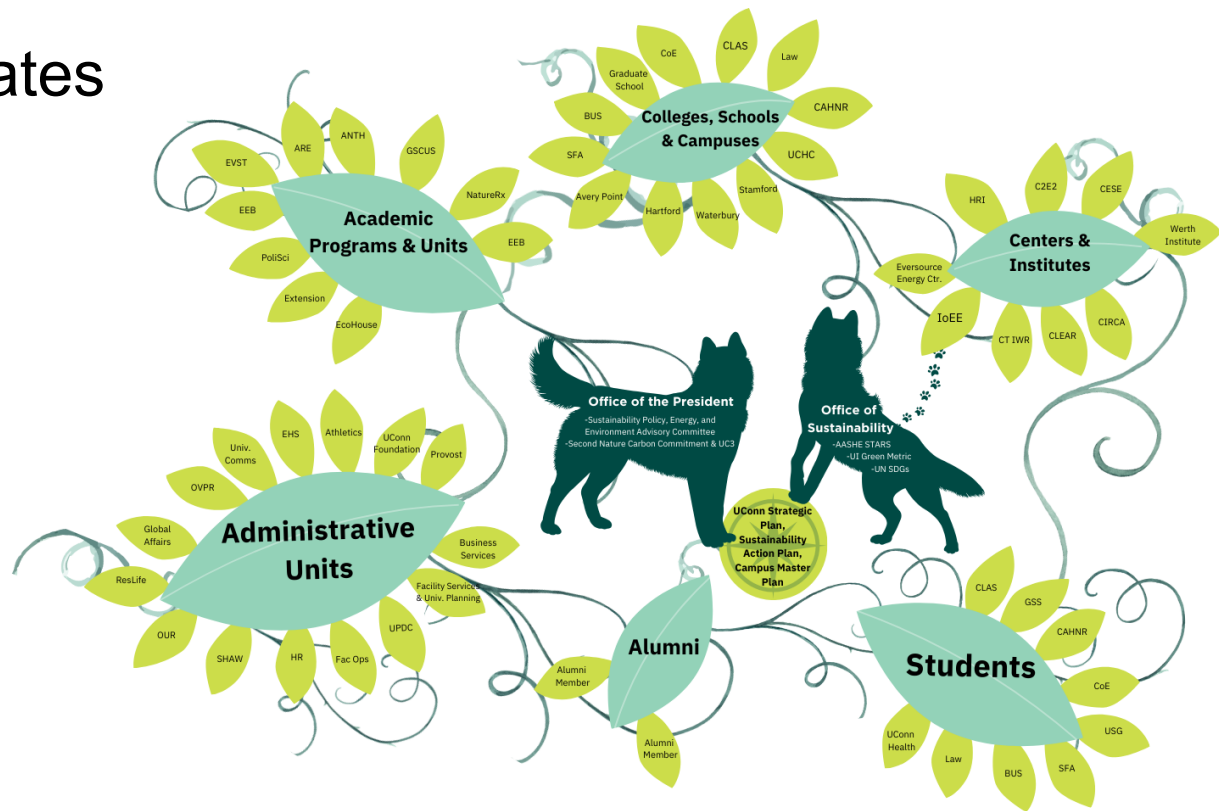 ates
CoE
CLAS
Law
Graduate
School
CAHNR
BUS
Colleges, Schools
& Campuses
SFA
UCHC
Avery Point
Hartford
Waterbury
Stamford
ARE
ANTH
GSCUS
EVST
NatureRx
EEB
Academic
Programs & Units
EEB
PoliSci
Extension
EcoHouse
HRI
C2E2
CESE
Werth
Institute
Centers &
Institutes
Eversource
Energy Ctr.
IoEE
CT IWR
CLEAR
CIRCA
Office of the President
-Sustainability Policy, Energy, and
Environment Advisory Committee
-Second Nature Carbon Commitment & UC3
Office of
Sustainability
-AASHE STARS
-UI Green Metric
-UN SDGs
UConn Strategic
Plan,
Sustainability
Action Plan,
Campus Master
Plan
Univ.
Comms
EHS
Athletics
UConn
Foundation
Provost
OVPR
Global
Affairs
Administrative
Units
Business
Services
ResLife
Facility Services
& Univ. Planning
OUR
SHAW
HR
Fac Ops
UPDC
Alumni
Alumni
Member
Alumni
Member
CLAS
GSS
CAHNR
Students
CoE
USG
UConn
Health
Law
BUS
SFA